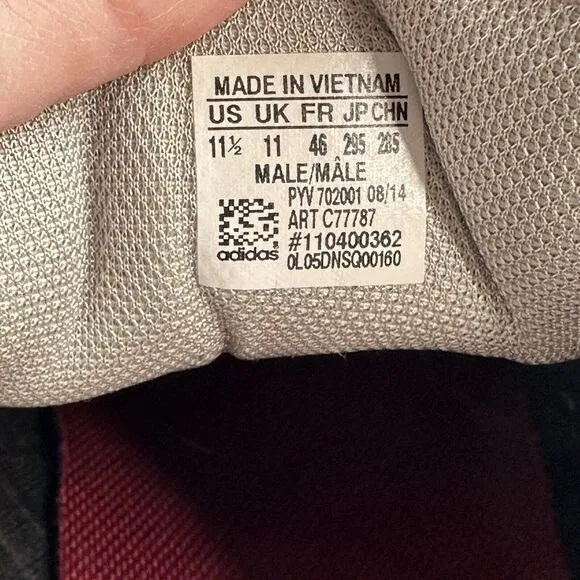 MADE IN VIETNAM
US UK FR JP CHN
11½ 11 46 295 285
MALE/MÂLE
PYV 702001 08/14
ART C77787
#110400362
adidas 0L05DNSQ00160